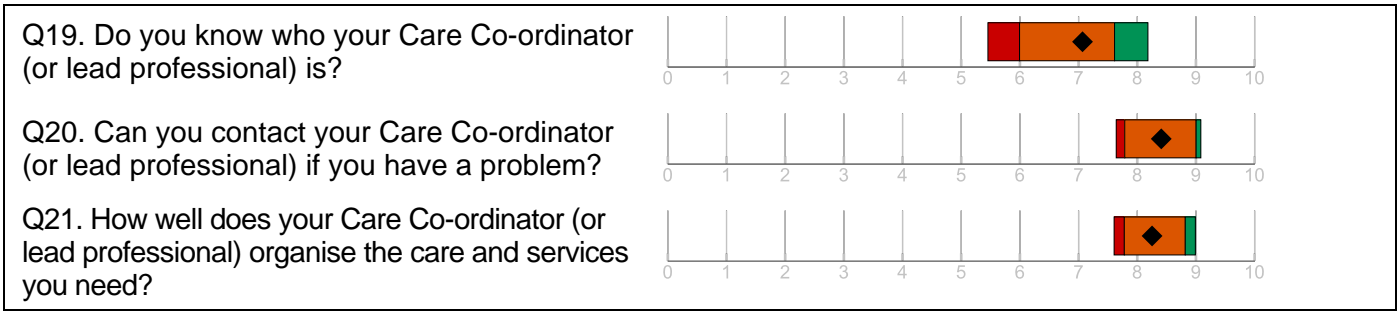 Q19. Do you know who your Care Co-ordinator
(or lead professional) is?
0 1 2 3 4 5 6 7 8 9 10
Q20. Can you contact your Care Co-ordinator
(or lead professional) if you have a problem?
0 1 2 3 4 5 6 7 8 9 10
Q21. How well does your Care Co-ordinator (or
lead professional) organise the care and services
you need?
0 1 2 3 4 5 6 7 8 9 10